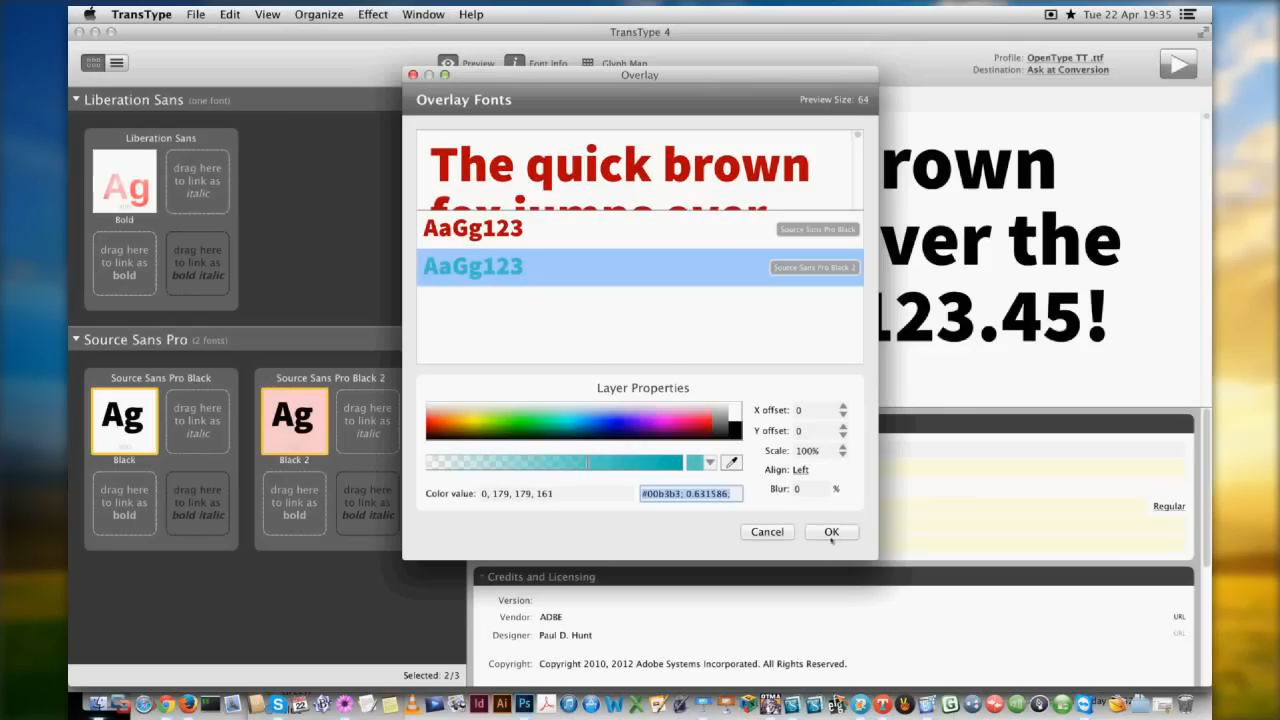 TransType File Edit View Organize Effect Window Help Tue 22 Apr 19:35
TransType 4
Preview Font Info Glyph Map
Profile: OpenType TT .ttf
Destination: Ask at Conversion
Liberation Sans (one font)
Liberation Sans
Ag
Bold
drag here
to link as
italic
drag here
to link as
bold
drag here
to link as
bold italic
Source Sans Pro (2 fonts)
Source Sans Pro Black
Ag
Black
drag here
to link as
italic
drag here
to link as
bold
drag here
to link as
bold italic
Source Sans Pro Black 2
Ag
Black 2
drag here
to link as
italic
drag here
to link as
bold
drag here
to link as
bold italic
Selected: 2/3
Overlay
Overlay Fonts Preview Size: 64
The quick brown
fox jumps over
AaGg123 Source Sans Pro Black
AaGg123 Source Sans Pro Black 2
Layer Properties
X offset: 0
Y offset: 0
Scale: 100%
Align: Left
Blur: 0 %
Color value: 0, 179, 179, 161 #00b3b3; 0.631586;
Cancel OK
rown
ver the
123.45!
Regular
Credits and Licensing
Version:
Vendor: ADBE URL
Designer: Paul D. Hunt URL
Copyright: Copyright 2010, 2012 Adobe Systems Incorporated. All Rights Reserved.